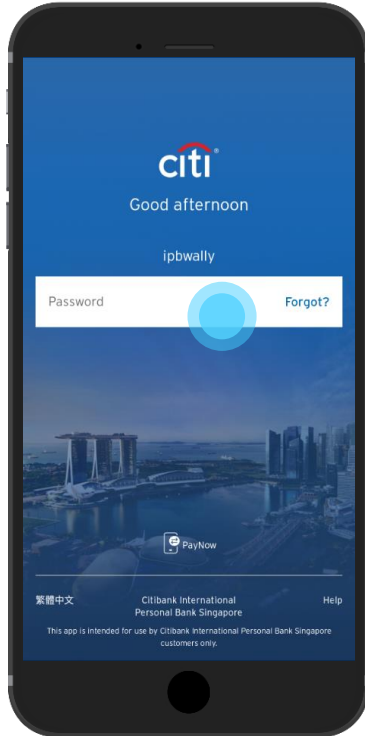 citi®
Good afternoon
ipbwally
Password Forgot?
PayNow
繁體中文 Citibank International Help
Personal Bank Singapore
This app is intended for use by Citibank International Personal Bank Singapore
customers only.